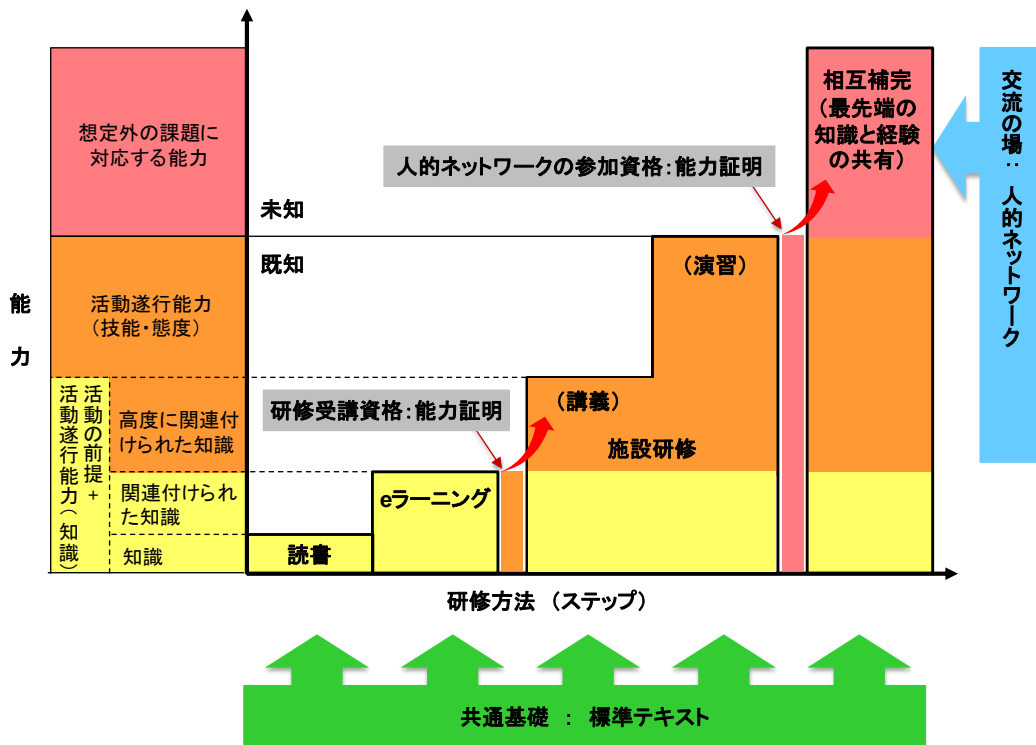 想定外の課題に
対応する能力
活動遂行能力
(技能・態度)
能
力
活動の前提+
活動遂行能力(知識)
高度に関連付
けられた知識
関連付けられ
た知識
知識
未知
既知
読書
eラーニング
研修受講資格：能力証明
(講義)
施設研修
(演習)
人的ネットワークの参加資格：能力証明
相互補完
(最先端の
知識と経験
の共有)
交流の場： 人的ネットワーク
研修方法 (ステップ)
共通基礎 ： 標準テキスト